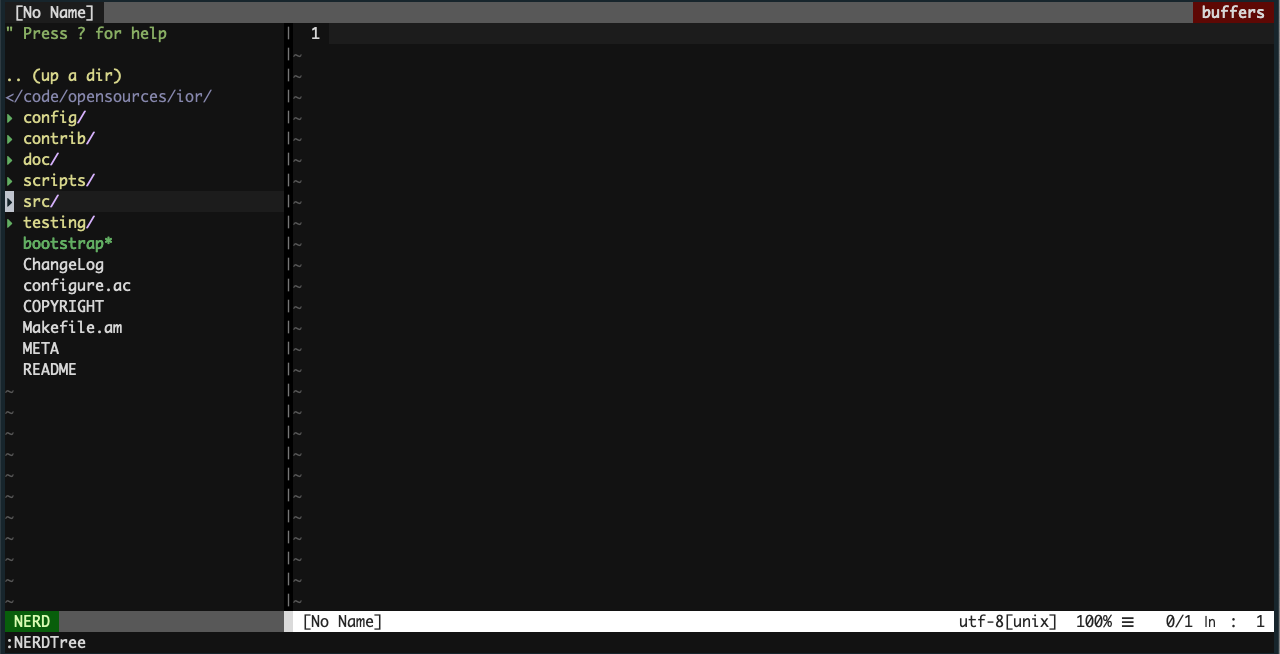 [No Name] buffers
" Press ? for help
1
.. (up a dir)
</code/opensources/ior/
▸ config/
▸ contrib/
▸ doc/
▸ scripts/
▸ src/
▸ testing/
bootstrap*
ChangeLog
configure.ac
COPYRIGHT
Makefile.am
META
README
NERD
[No Name] utf-8[unix] 100% ☰ 0/1 ln : 1
:NERDTree